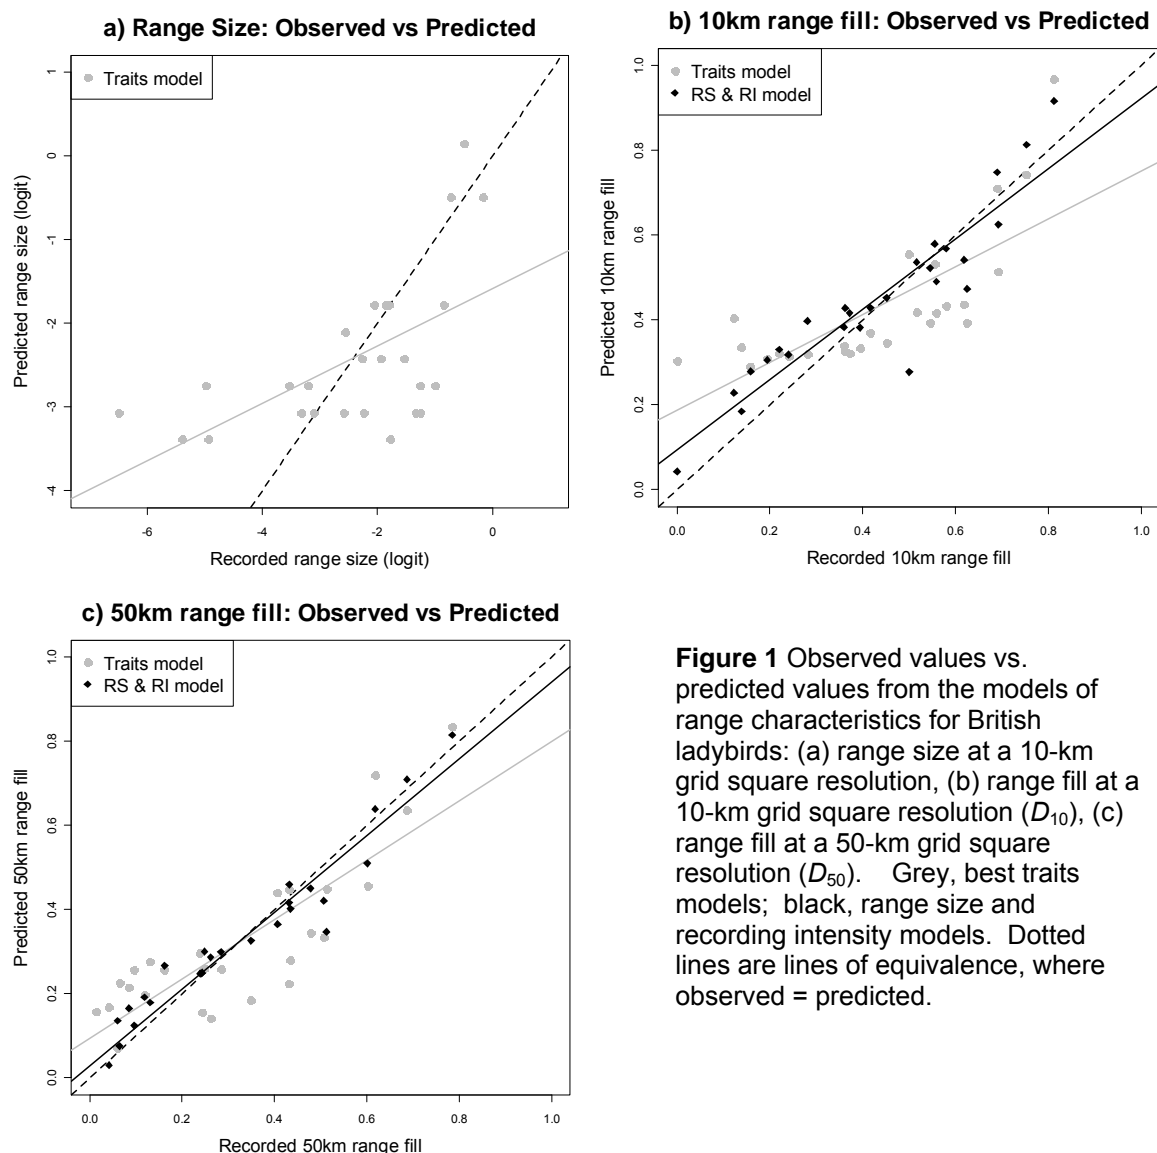 a) Range Size: Observed vs Predicted
Traits model
1
0
-1
-2
-3
-4
Predicted range size (logit)
-6
-4
-2
0
Recorded range size (logit)
b) 10km range fill: Observed vs Predicted
Traits model
RS & RI model
1.0
0.8
0.6
0.4
0.2
0.0
Predicted 10km range fill
0.0
0.2
0.4
0.6
0.8
1.0
Recorded 10km range fill
c) 50km range fill: Observed vs Predicted
Traits model
RS & RI model
1.0
0.8
0.6
0.4
0.2
0.0
Predicted 50km range fill
0.0
0.2
0.4
0.6
0.8
1.0
Recorded 50km range fill
Figure 1 Observed values vs.
predicted values from the models of
range characteristics for British
ladybirds: (a) range size at a 10-km
grid square resolution, (b) range fill at a
10-km grid square resolution (D10), (c)
range fill at a 50-km grid square
resolution (D50). Grey, best traits
models; black, range size and
recording intensity models. Dotted
lines are lines of equivalence, where
observed = predicted.